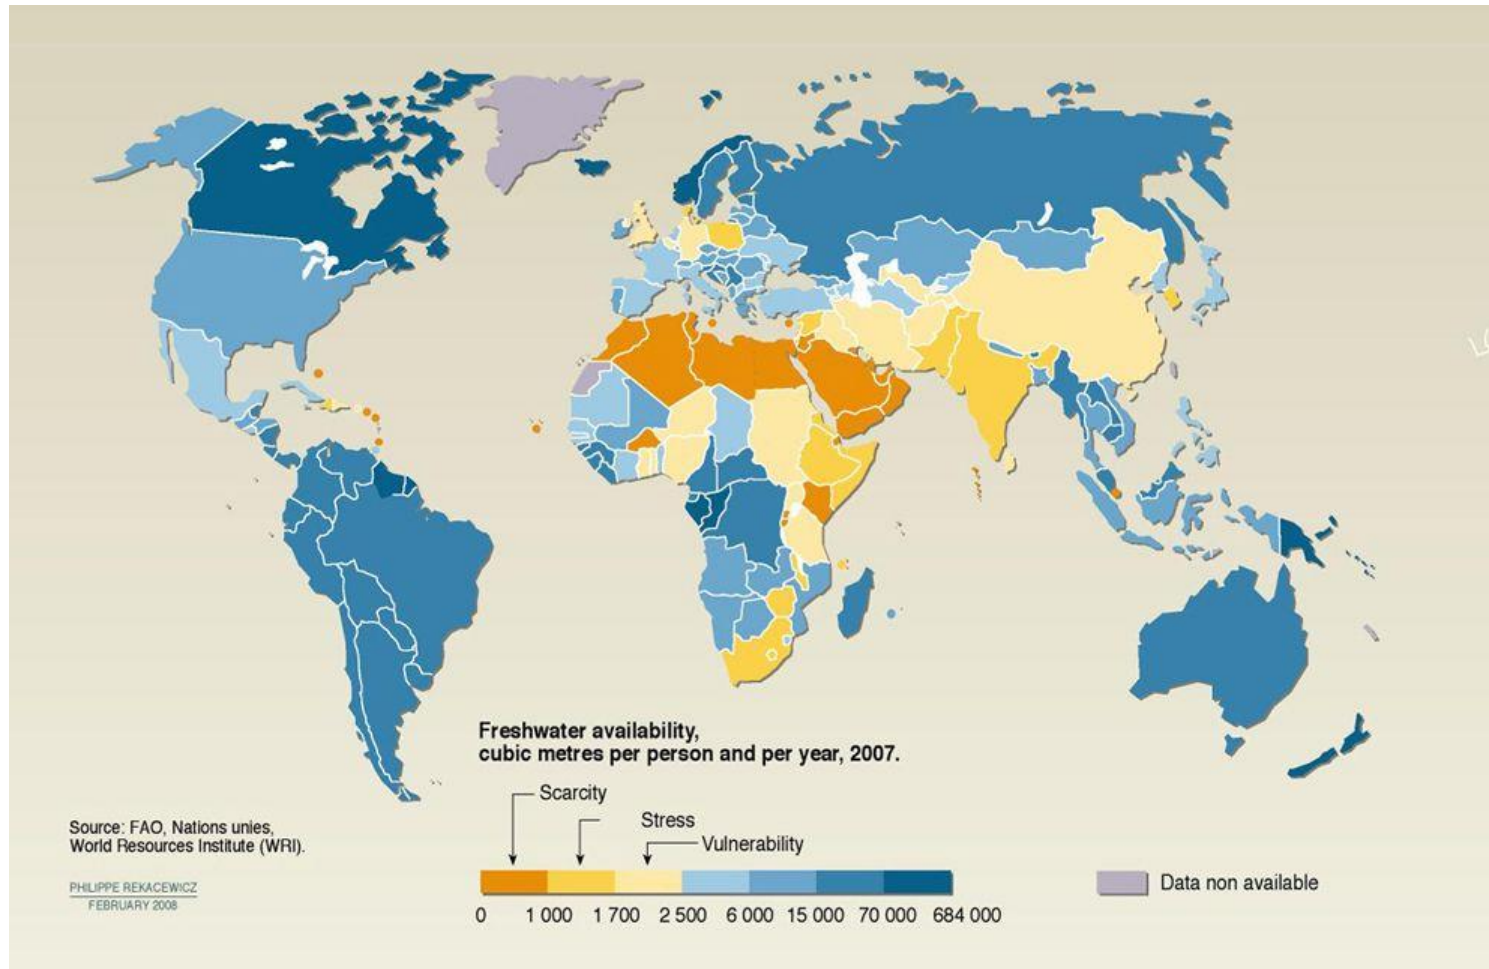 Freshwater availability,
cubic metres per person and per year, 2007.
Scarcity
Stress
Vulnerability
0 1 000 1 700 2 500 6 000 15 000 70 000 684 000
Data non available
Source: FAO, Nations unies,
World Resources Institute (WRI).
PHILIPPE REKACEWICZ
FEBRUARY 2008